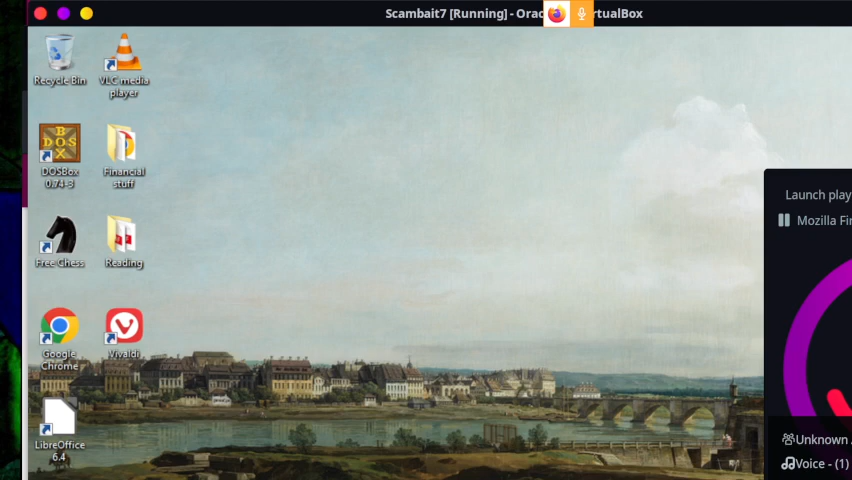 Scambait7 [Running] - Orac rtualBox
Recycle Bin
VLC media
player
DOSBox
0.74-3
Financial
stuff
Free Chess
Reading
Google
Chrome
Vivaldi
LibreOffice
6.4
Launch play
Mozilla Fir
Unknown
Voice - (1)